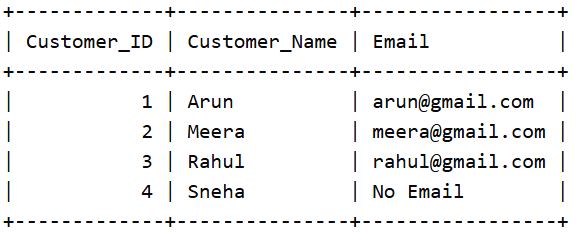 +-------------+---------------+-----------------+
| Customer_ID | Customer_Name | Email           |
+-------------+---------------+-----------------+
|           1 | Arun          | arun@gmail.com  |
|           2 | Meera         | meera@gmail.com |
|           3 | Rahul         | rahul@gmail.com |
|           4 | Sneha         | No Email        |
+-------------+---------------+-----------------+